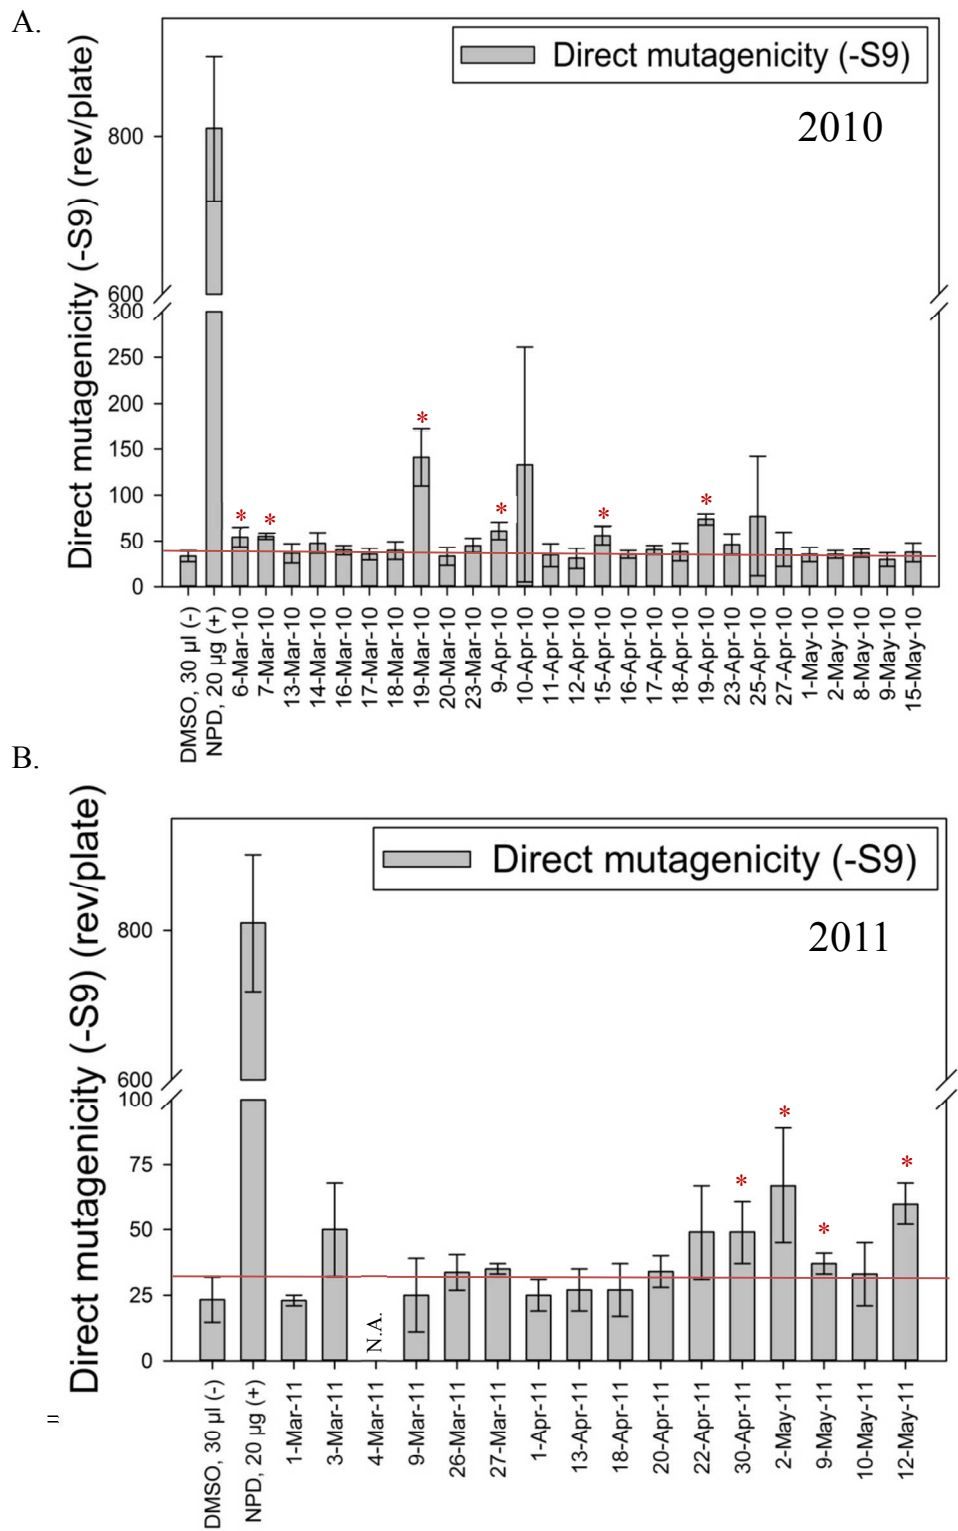 A.
Direct mutagenicity (-S9)
2010
Direct mutagenicity (-S9) (rev/plate)
800
600
300
250
200
150
100
50
0
* * * * * * *
DMSO, 30 µl (-)
NPD, 20 µg (+)
6-Mar-10
7-Mar-10
13-Mar-10
14-Mar-10
16-Mar-10
17-Mar-10
18-Mar-10
19-Mar-10
20-Mar-10
23-Mar-10
9-Apr-10
10-Apr-10
11-Apr-10
12-Apr-10
15-Apr-10
16-Apr-10
17-Apr-10
18-Apr-10
19-Apr-10
23-Apr-10
25-Apr-10
27-Apr-10
1-May-10
2-May-10
8-May-10
9-May-10
15-May-10
B.
Direct mutagenicity (-S9)
2011
Direct mutagenicity (-S9) (rev/plate)
800
600
100
75
50
25
0
* * * *
N.A.
=
DMSO, 30 µl (-)
NPD, 20 µg (+)
1-Mar-11
3-Mar-11
4-Mar-11
9-Mar-11
26-Mar-11
27-Mar-11
1-Apr-11
13-Apr-11
18-Apr-11
20-Apr-11
22-Apr-11
30-Apr-11
2-May-11
9-May-11
10-May-11
12-May-11